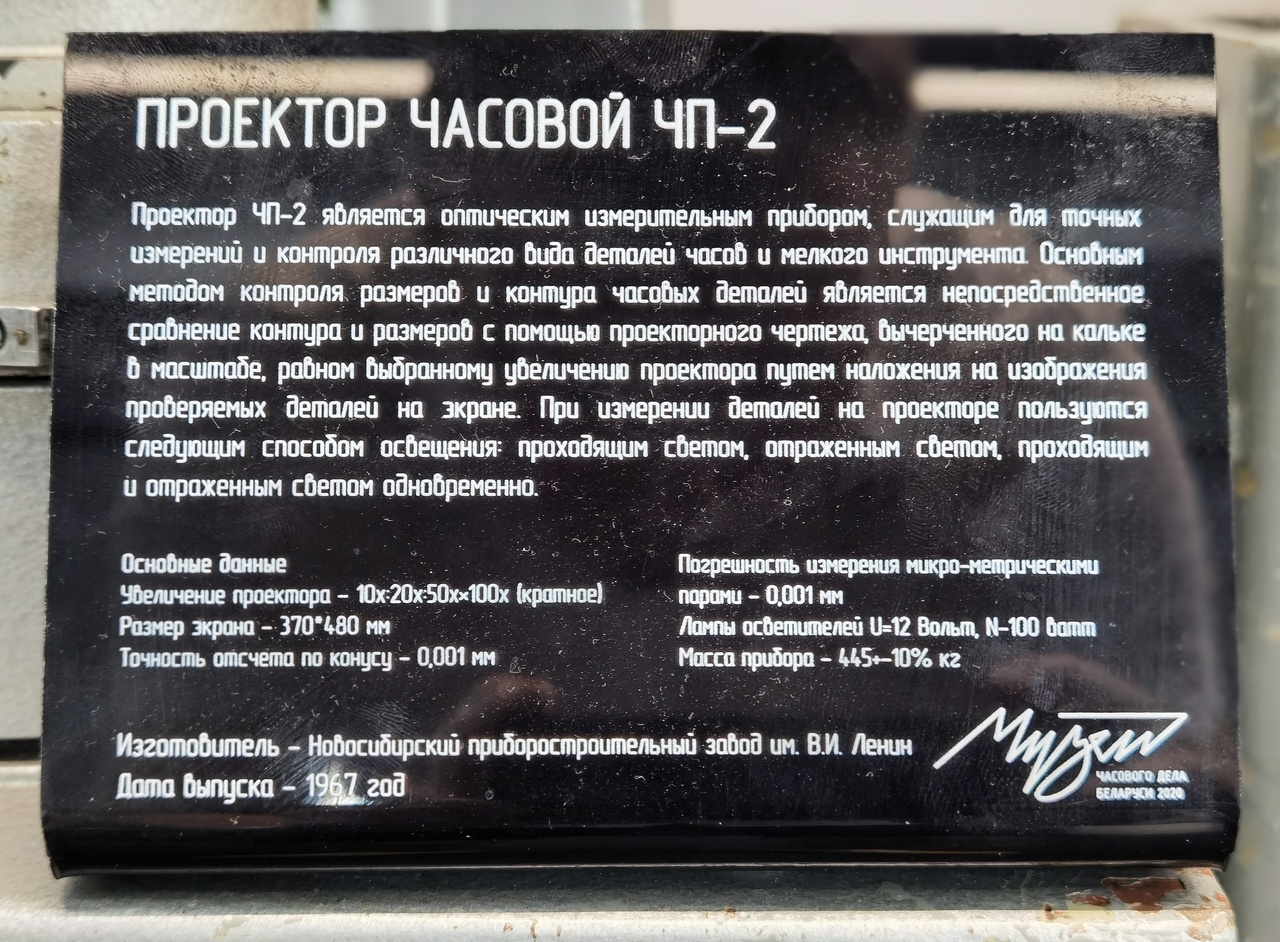 ПРОЕКТОР ЧАСОВОЙ ЧП-2
Проектор ЧП-2 является оптическим измерительным прибором, служащим для точных
измерений и контроля различного вида деталей часов и мелкого инструмента. Основным
методом контроля размеров и контура часовых деталей является непосредственное
сравнение контура и размеров с помощью проекторного чертежа, вычерченного на кальке
в масштабе, равном выбранному увеличению проектора путем наложения на изображения
проверяемых деталей на экране. При измерении деталей на проекторе пользуются
следующим способом освещения: проходящим светом, отраженным светом, проходящим
и отраженным светом одновременно.
Основные данные
Увеличение проектора – 10х:20х:50х×100х (кратное)
Размер экрана – 370*480 мм
Точность отсчета по конусу – 0,001 мм
Погрешность измерения микро-метрическими
парами – 0,001 мм
Лампы осветителей U=12 Вольт, N-100 ватт
Масса прибора – 445+-10% кг
Изготовитель – Новосибирский приборостроительный завод им. В.И. Ленин
Дата выпуска – 1967 год
Музей
ЧАСОВОГО ДЕЛА
БЕЛАРУСИ 2020